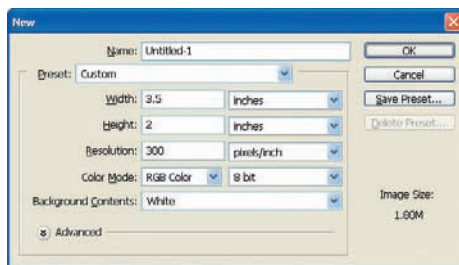 New
Name: Untitled-1
OK
Preset: Custom
Cancel
Width: 3.5 inches
Save Preset...
Height: 2 inches
Delete Preset...
Resolution: 300 pixels/inch
Color Mode: RGB Color 8 bit
Background Contents: White
Image Size:
1.80M
Advanced